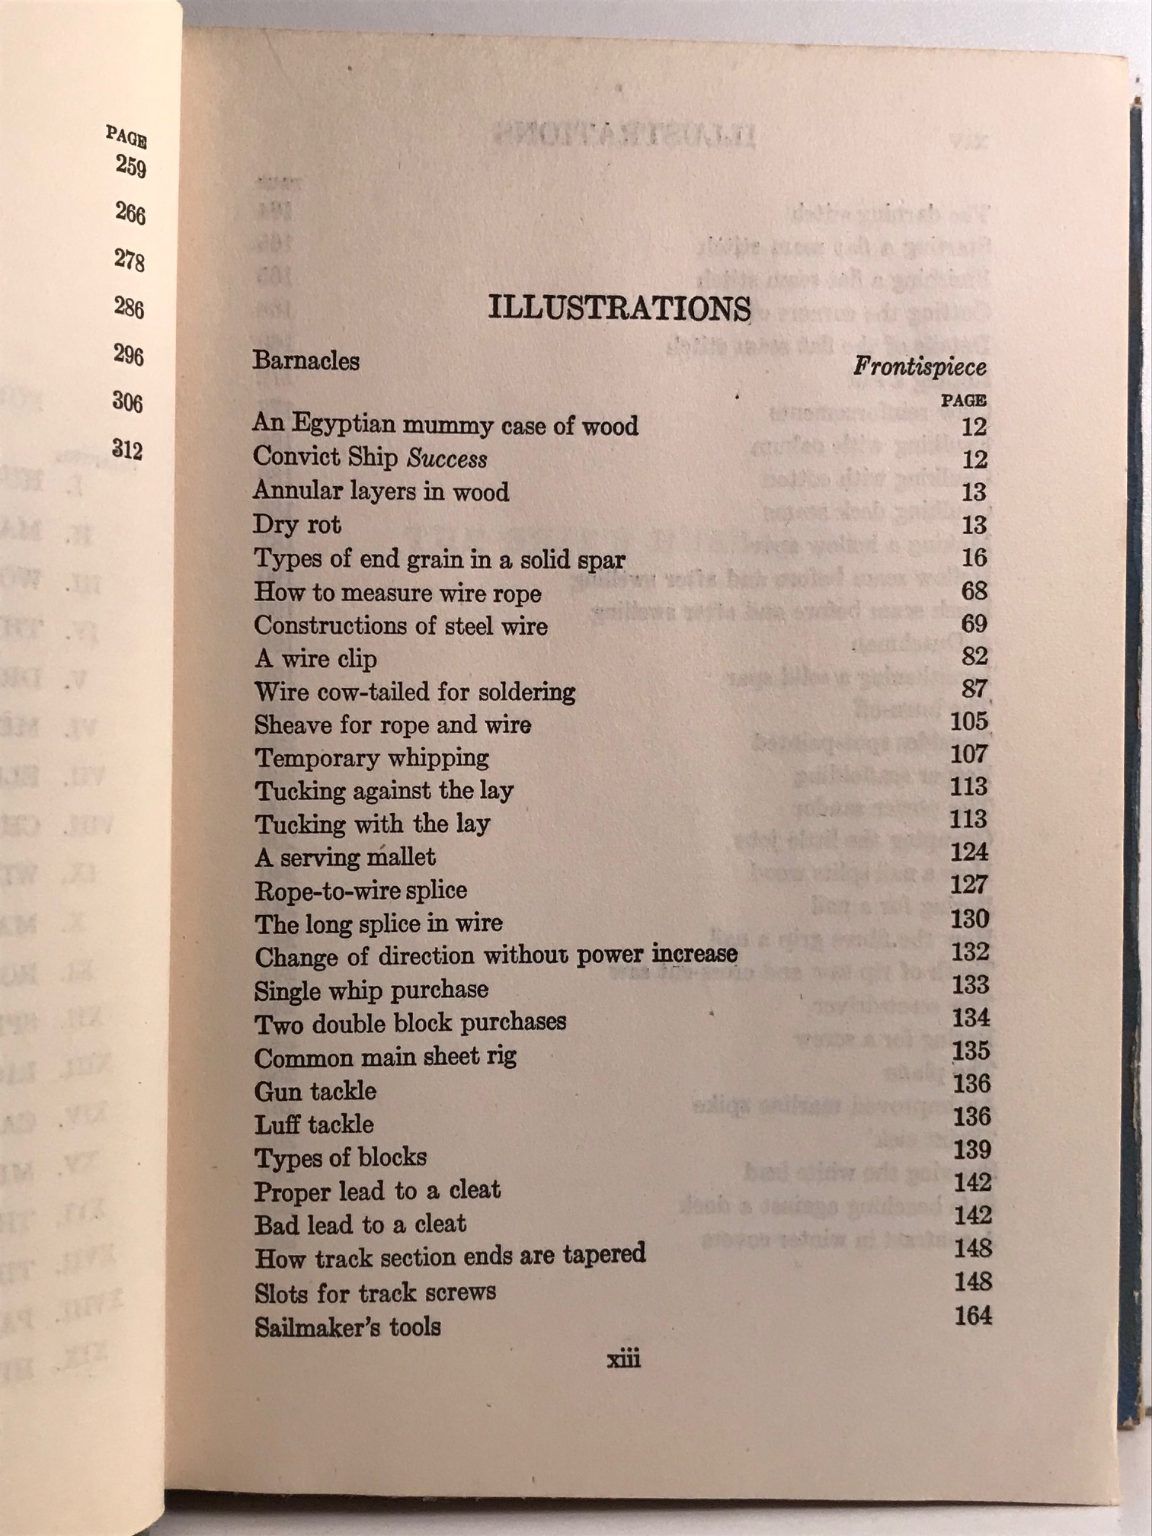 PAGE
259
266
278
286
296
306
312
ILLUSTRATIONS
Barnacles Frontispiece
PAGE
An Egyptian mummy case of wood 12
Convict Ship Success 12
Annular layers in wood 13
Dry rot 13
Types of end grain in a solid spar 16
How to measure wire rope 68
Constructions of steel wire 69
A wire clip 82
Wire cow-tailed for soldering 87
Sheave for rope and wire 105
Temporary whipping 107
Tucking against the lay 113
Tucking with the lay 113
A serving mallet 124
Rope-to-wire splice 127
The long splice in wire 130
Change of direction without power increase 132
Single whip purchase 133
Two double block purchases 134
Common main sheet rig 135
Gun tackle 136
Luff tackle 136
Types of blocks 139
Proper lead to a cleat 142
Bad lead to a cleat 142
How track section ends are tapered 148
Slots for track screws 148
Sailmaker's tools 164
xiii